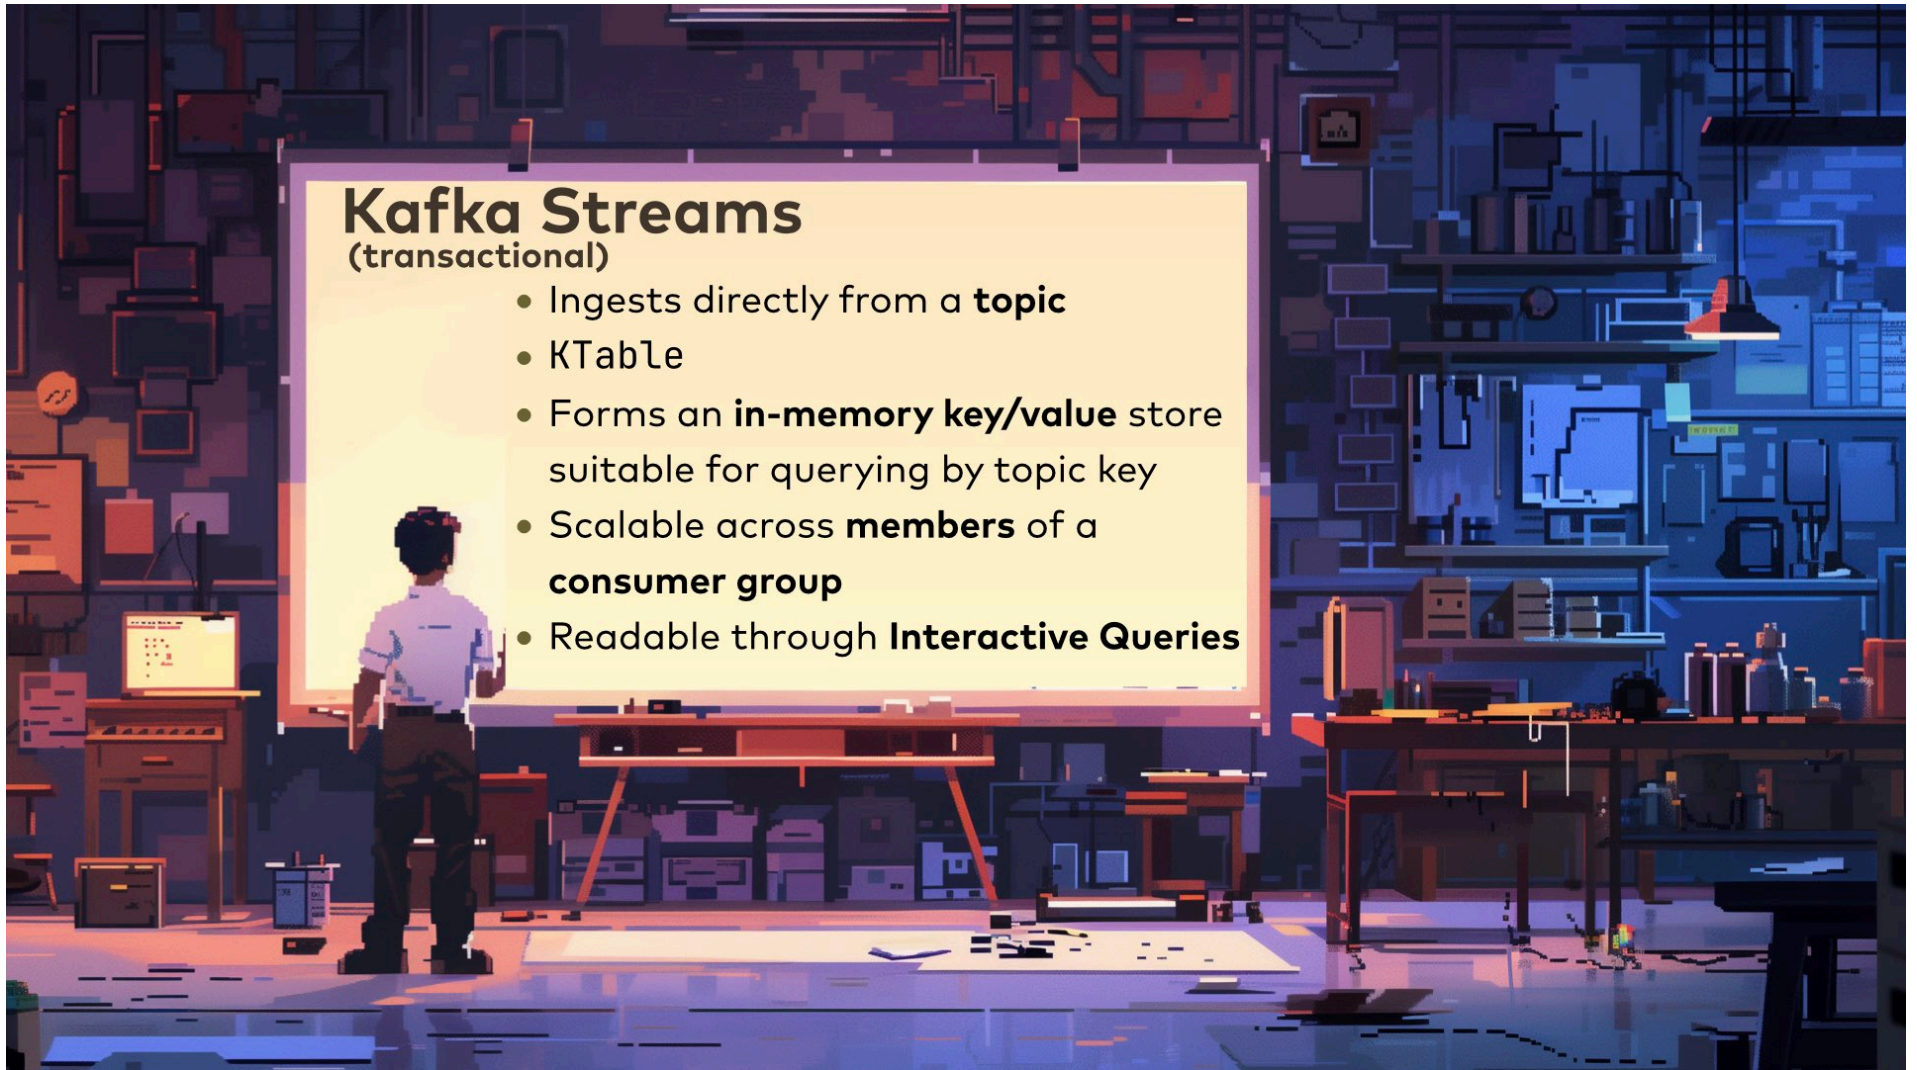 Kafka Streams
(transactional)
• Ingests directly from a topic
• KTable
• Forms an in-memory key/value store
suitable for querying by topic key
• Scalable across members of a
consumer group
• Readable through Interactive Queries